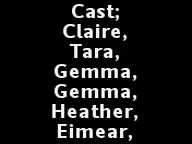 Cast;
Claire,
Tara,
Gemma,
Gemma,
Heather,
Eimear,